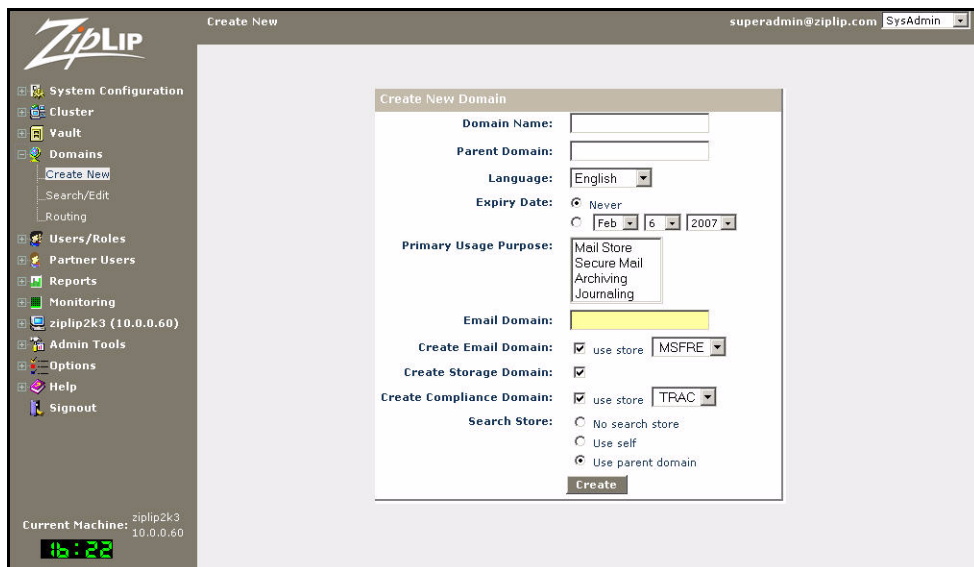 Create New
superadmin@ziplip.com SysAdmin
ZipLip
System Configuration
Cluster
Vault
Domains
Create New
Search/Edit
Routing
Users/Roles
Partner Users
Reports
Monitoring
ziplip2k3 (10.0.0.60)
Admin Tools
Options
Help
Signout
Current Machine: ziplip2k3
10.0.0.60
16:22
Create New Domain
Domain Name:
Parent Domain:
Language: English
Expiry Date: Never
Feb 6 2007
Primary Usage Purpose: Mail Store
Secure Mail
Archiving
Journaling
Email Domain:
Create Email Domain: use store MSFRE
Create Storage Domain:
Create Compliance Domain: use store TRAC
Search Store: No search store
Use self
Use parent domain
Create